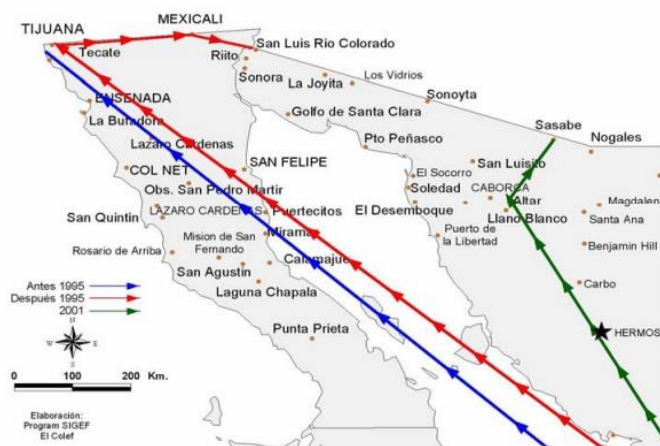 TIJUANA
MEXICALI
Tecate
San Luis Rio Colorado
Riito
Sonora
La Joyita
Los Vidrios
ENSENADA
La Bufadora
Golfo de Santa Clara
Sonoyta
Sasabe
Nogales
Lazaro Cardenas
Pto Peñasco
COL NET
SAN FELIPE
San Luisito
Obs. San Pedro Martir
El Socorro
Soledad
CABORCA
Altar
Magdalen
San Quintin
LAZARO CARDENAS
Puertecitos
El Desemboque
Llano Blanco
Santa Ana
Miramar
Puerto de
la Libertad
Rosario de Arriba
Mision de San
Fernando
Calamajue
Benjamin Hill
San Agustin
Laguna Chapala
Carbo
Antes 1995
Después 1995
2001
N
W
E
S
Punta Prieta
HERMOS
0 100 200 Km.
Elaboración:
Program SIGEF
El Colef